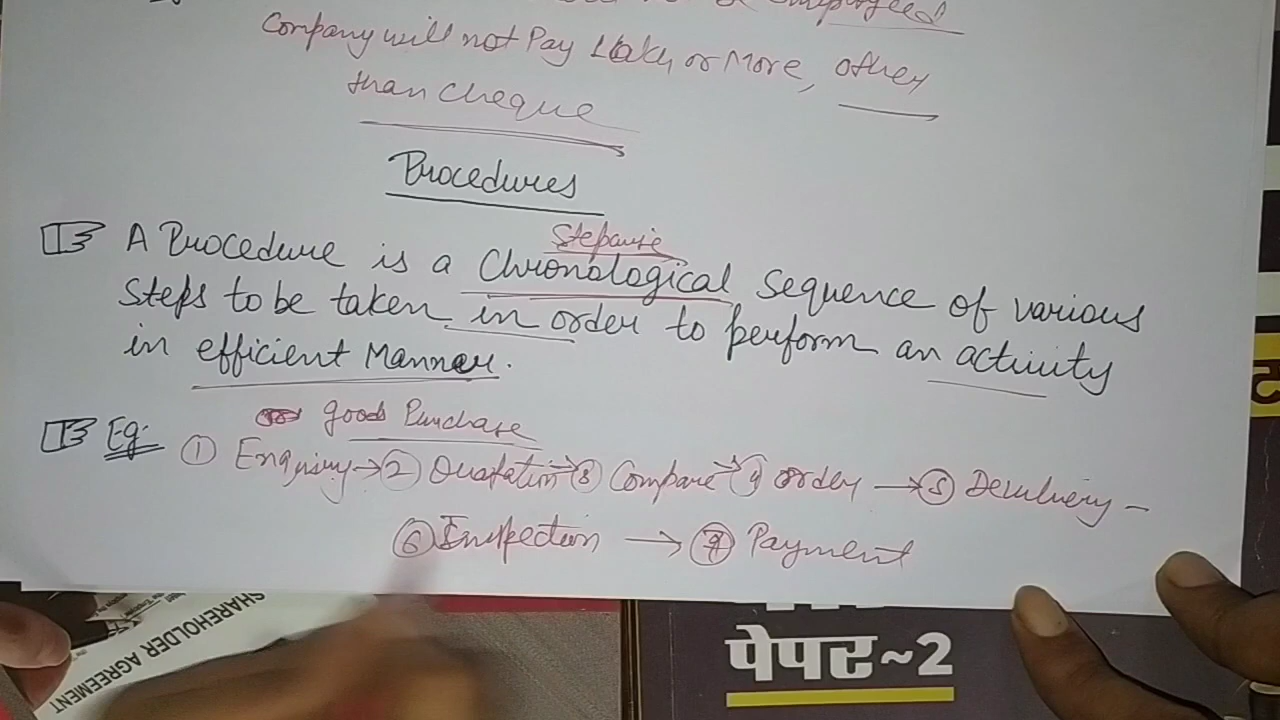 Employeed
Company will not Pay 1 lakh or More, other
than cheque
Procedures
Stepwise
A Procedure is a Chronological Sequence of various
steps to be taken in order to perform an activity
in efficient Manner.
Eg: good Purchase
① Enquiry → ② Quotation → ③ Compare → ④ order → ⑤ Delivery -
⑥ Inspection → ⑦ Payment
SHAREHOLDER AGREEMENT
पेपर~2